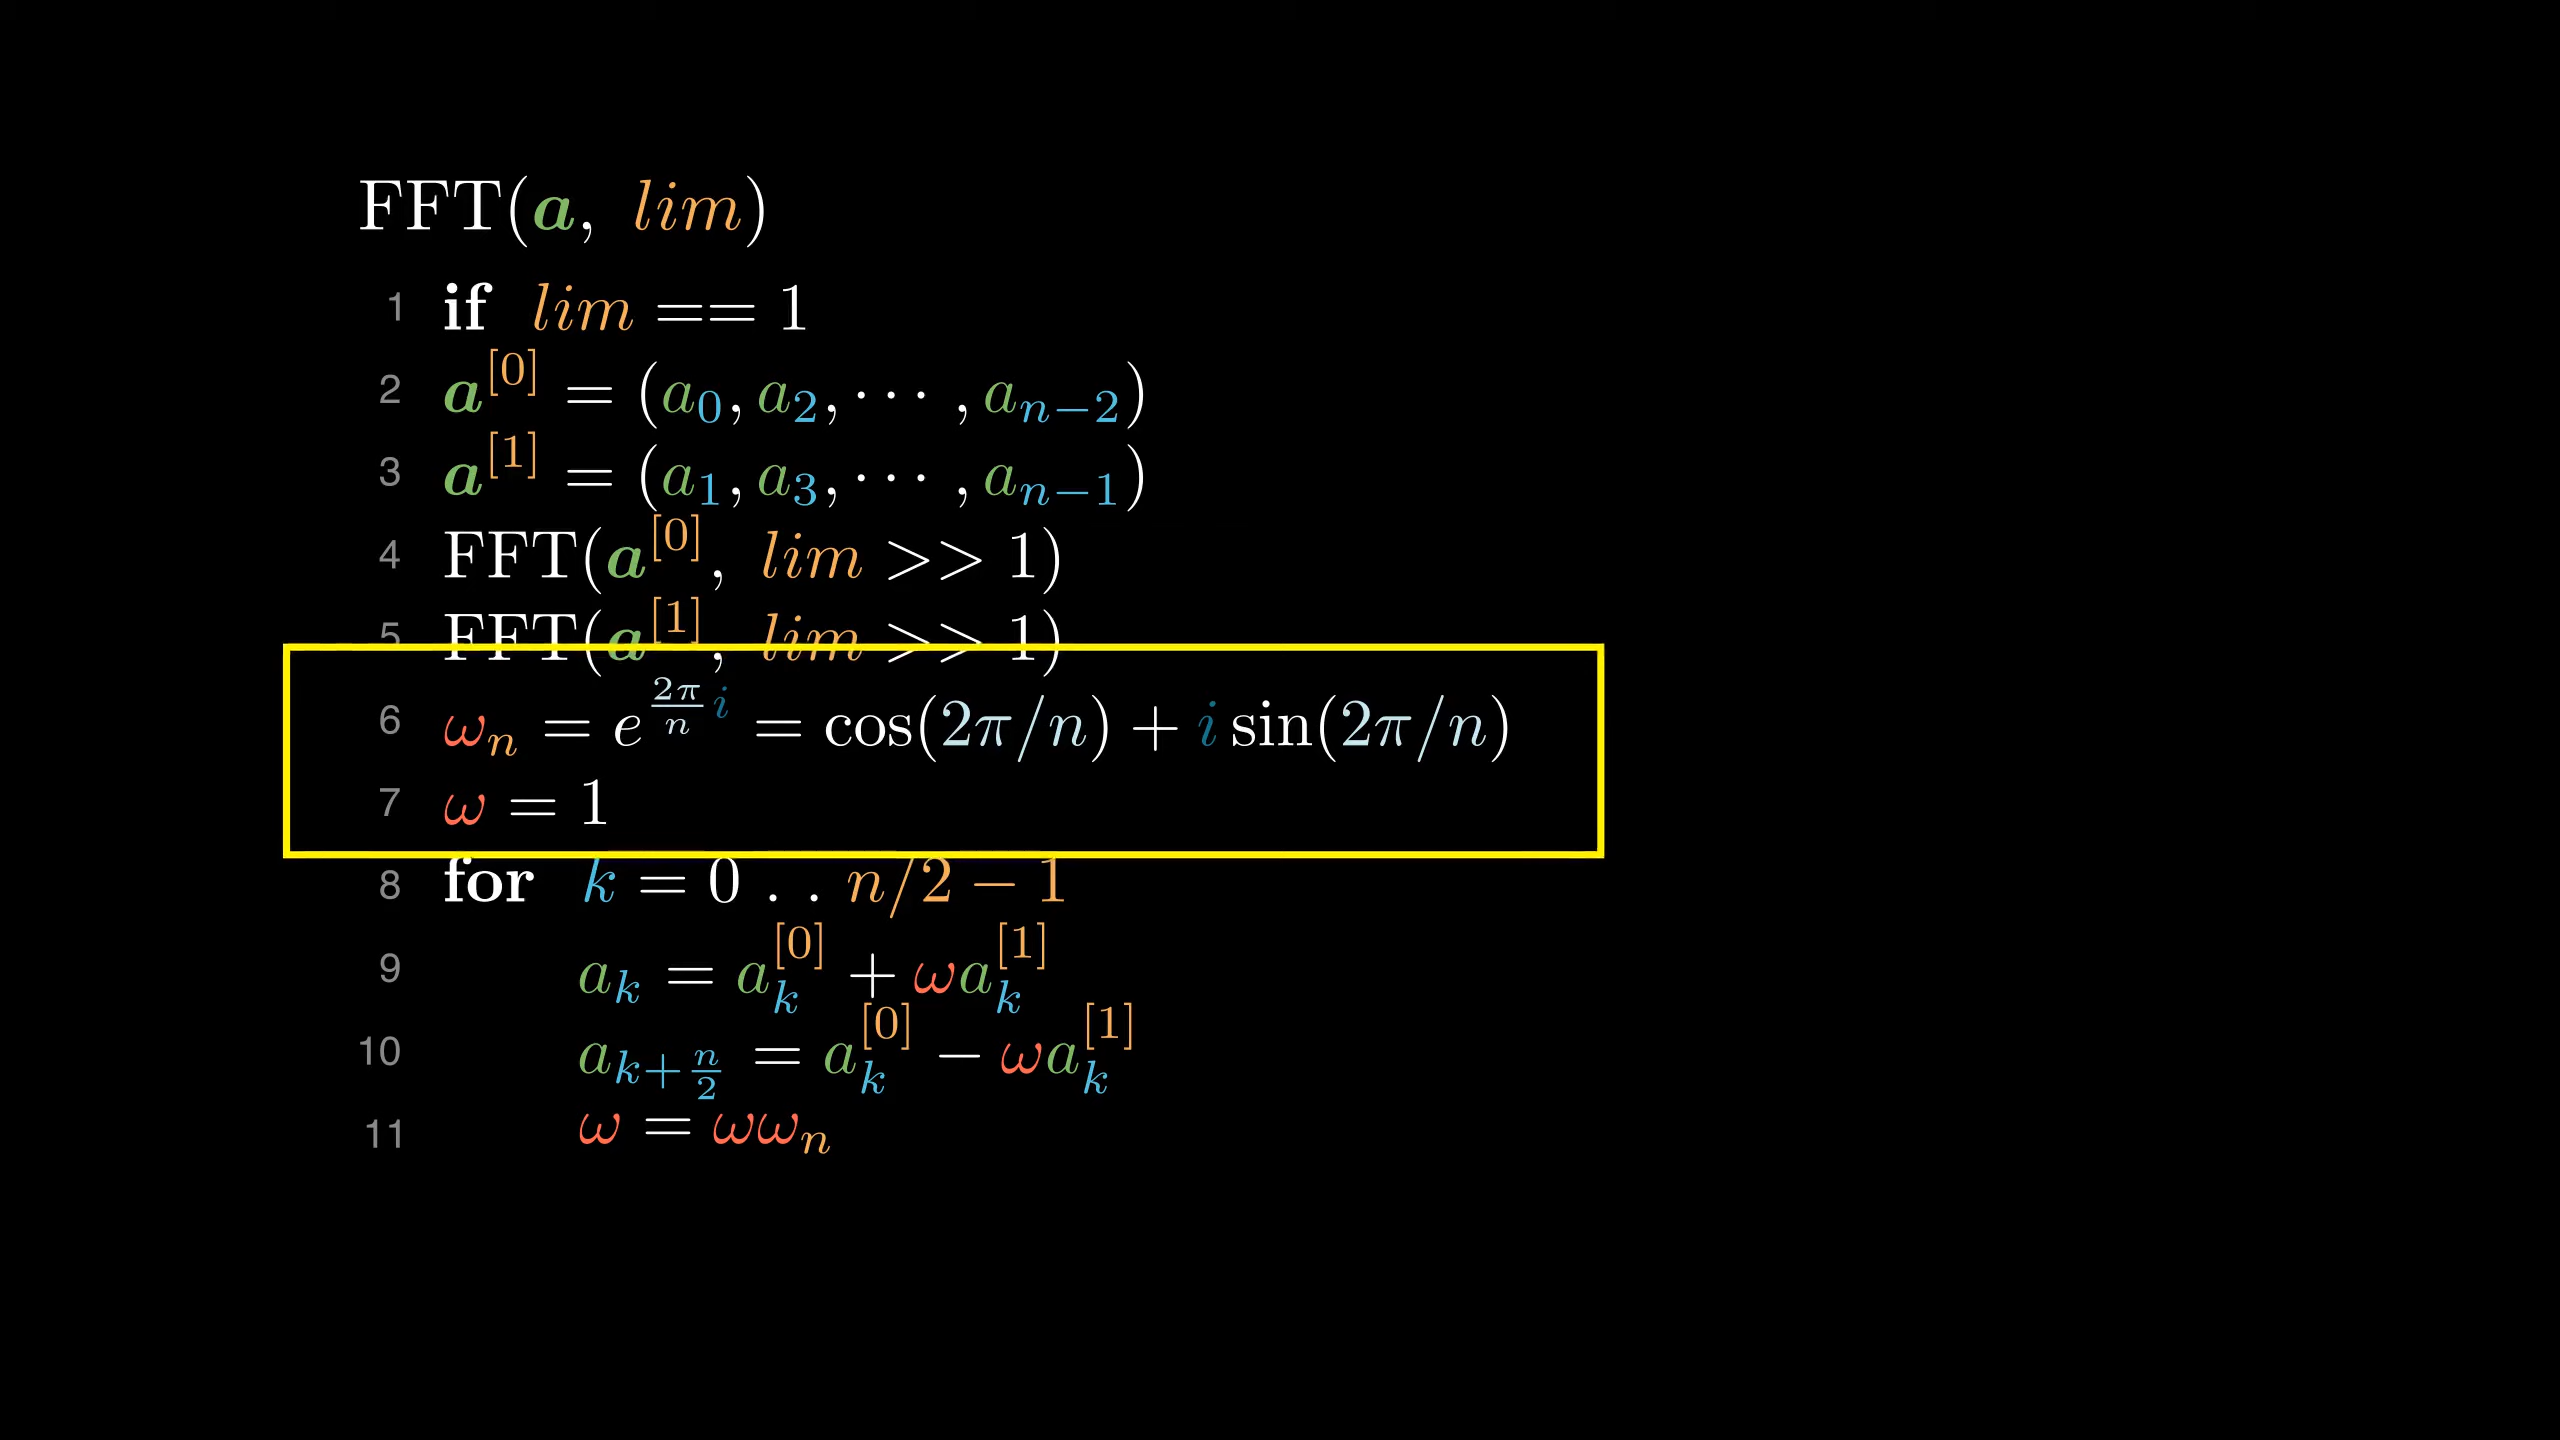 FFT(a, lim)
1 if lim == 1
2 a^[0] = (a_0, a_2, ⋯ , a_{n−2})
3 a^[1] = (a_1, a_3, ⋯ , a_{n−1})
4 FFT(a^[0], lim >> 1)
5 FFT(a^[1], lim >> 1)
6 ω_n = e^{\frac{2π}{n} i} = cos(2π/n) + i sin(2π/n)
7 ω = 1
8 for k = 0 . . n/2 − 1
9 a_k = a_k^[0] + ωa_k^[1]
10 a_{k+\frac{n}{2}} = a_k^[0] − ωa_k^[1]
11 ω = ωω_n